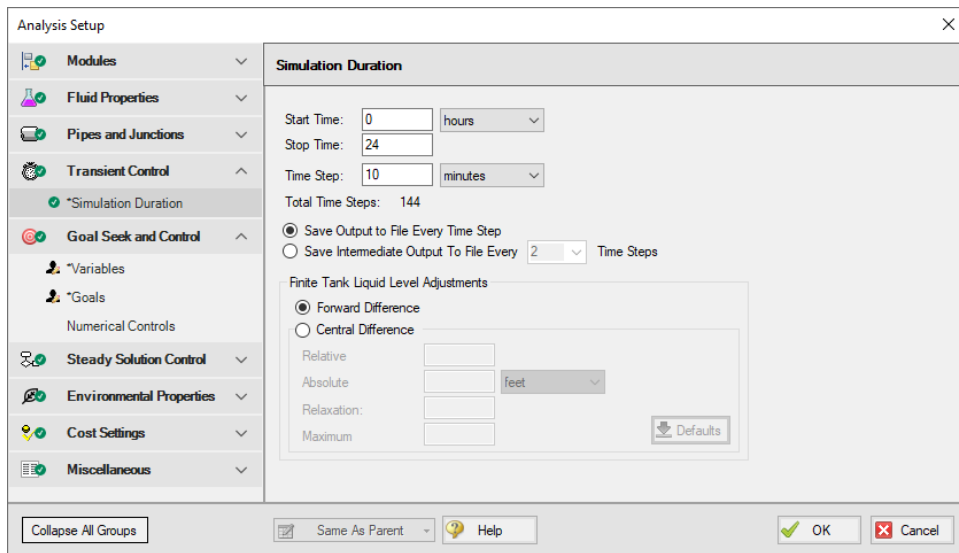 Analysis Setup
Modules
Fluid Properties
Pipes and Junctions
Transient Control
*Simulation Duration
Goal Seek and Control
*Variables
*Goals
Numerical Controls
Steady Solution Control
Environmental Properties
Cost Settings
Miscellaneous
Simulation Duration
Start Time: 0 hours
Stop Time: 24
Time Step: 10 minutes
Total Time Steps: 144
Save Output to File Every Time Step
Save Intermediate Output To File Every 2 Time Steps
Finite Tank Liquid Level Adjustments
Forward Difference
Central Difference
Relative
Absolute feet
Relaxation:
Maximum
Defaults
Collapse All Groups Same As Parent Help OK Cancel